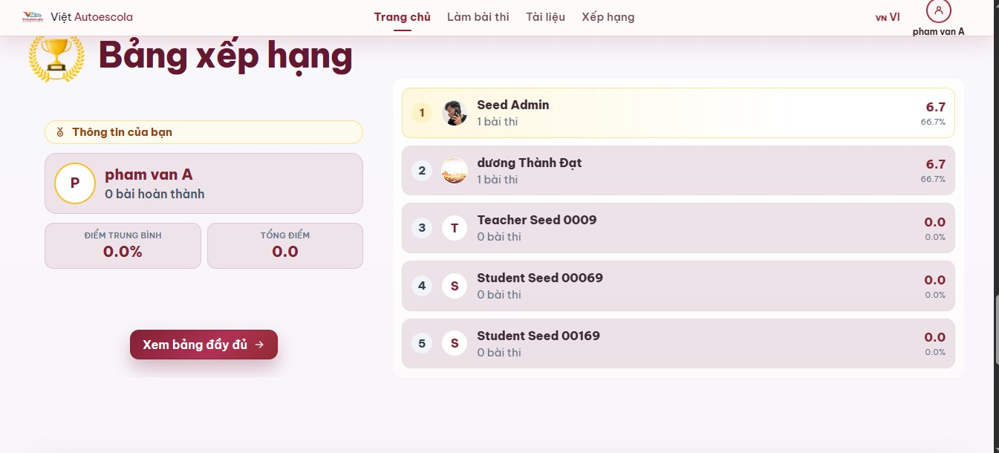 Việt Autoescola
Trang chủ
Làm bài thi
Tài liệu
Xếp hạng
VN VI
pham van A
Bảng xếp hạng
Thông tin của bạn
P
pham van A
0 bài hoàn thành
ĐIỂM TRUNG BÌNH
0.0%
TỔNG ĐIỂM
0.0
Xem bảng đầy đủ →
1
Seed Admin
1 bài thi
6.7
66.7%
2
dương Thành Đạt
1 bài thi
6.7
66.7%
3
T
Teacher Seed 0009
0 bài thi
0.0
0.0%
4
S
Student Seed 00069
0 bài thi
0.0
0.0%
5
S
Student Seed 00169
0 bài thi
0.0
0.0%